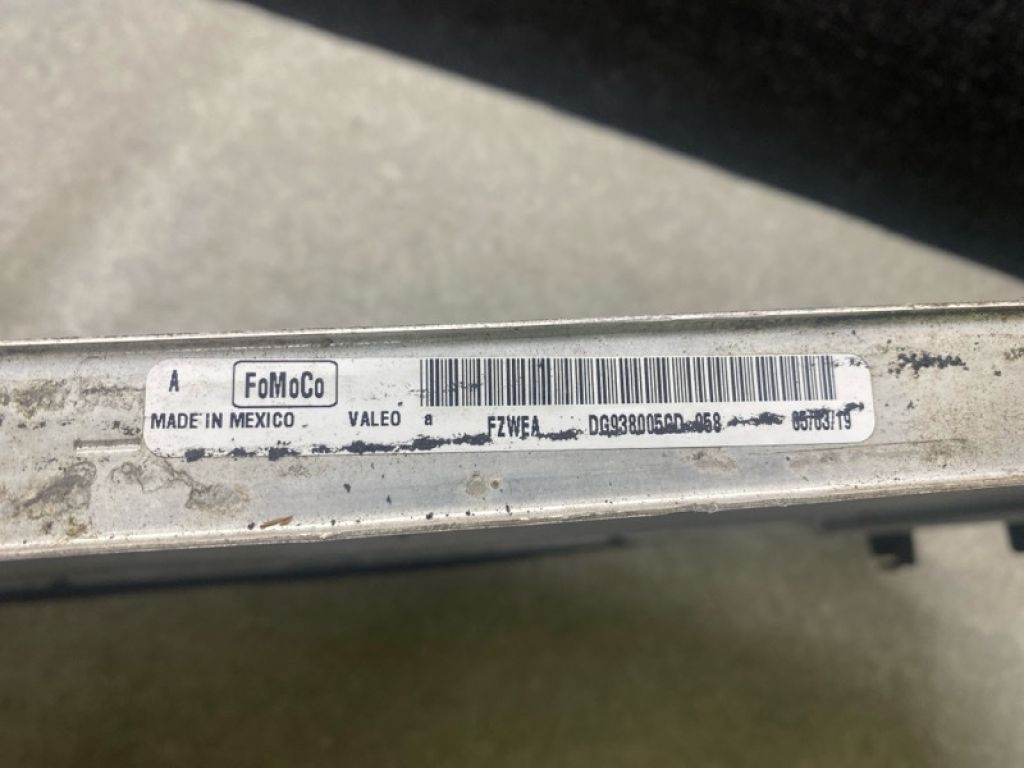 A FoMoCo
MADE IN MEXICO VALEO a FZWEA DG938005CD 058 05/03/19